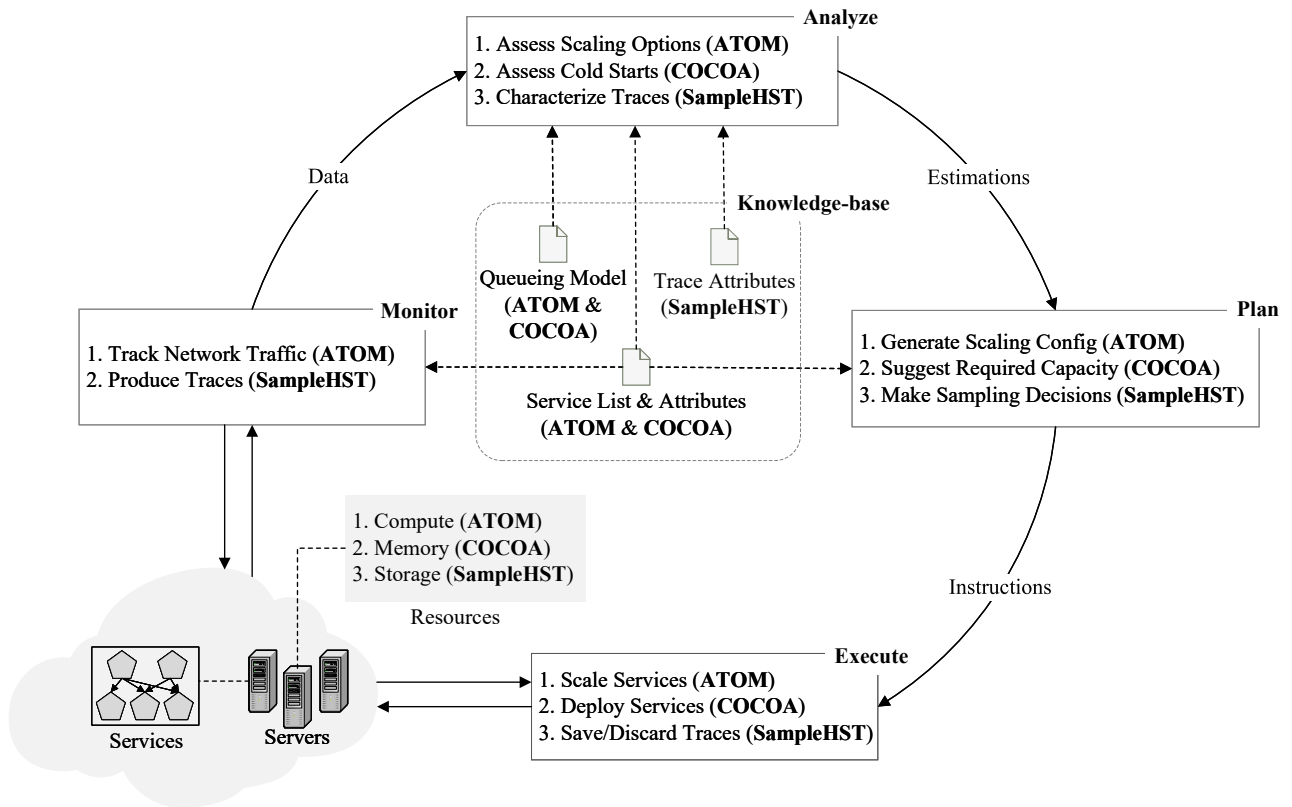 Analyze
1. Assess Scaling Options (ATOM)
2. Assess Cold Starts (COCOA)
3. Characterize Traces (SampleHST)
Data
Estimations
Knowledge-base
Queueing Model
(ATOM &
COCOA)
Trace Attributes
(SampleHST)
Service List & Attributes
(ATOM & COCOA)
Monitor
1. Track Network Traffic (ATOM)
2. Produce Traces (SampleHST)
Plan
1. Generate Scaling Config (ATOM)
2. Suggest Required Capacity (COCOA)
3. Make Sampling Decisions (SampleHST)
1. Compute (ATOM)
2. Memory (COCOA)
3. Storage (SampleHST)
Resources
Instructions
Execute
1. Scale Services (ATOM)
2. Deploy Services (COCOA)
3. Save/Discard Traces (SampleHST)
Services
Servers